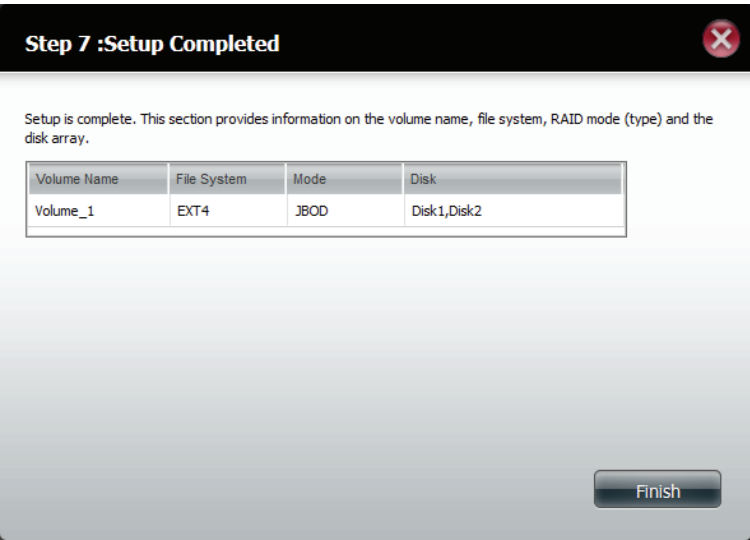 Step 7 :Setup Completed
Setup is complete. This section provides information on the volume name, file system, RAID mode (type) and the
disk array.
Volume Name File System Mode Disk
Volume_1 EXT4 JBOD Disk1,Disk2
Finish